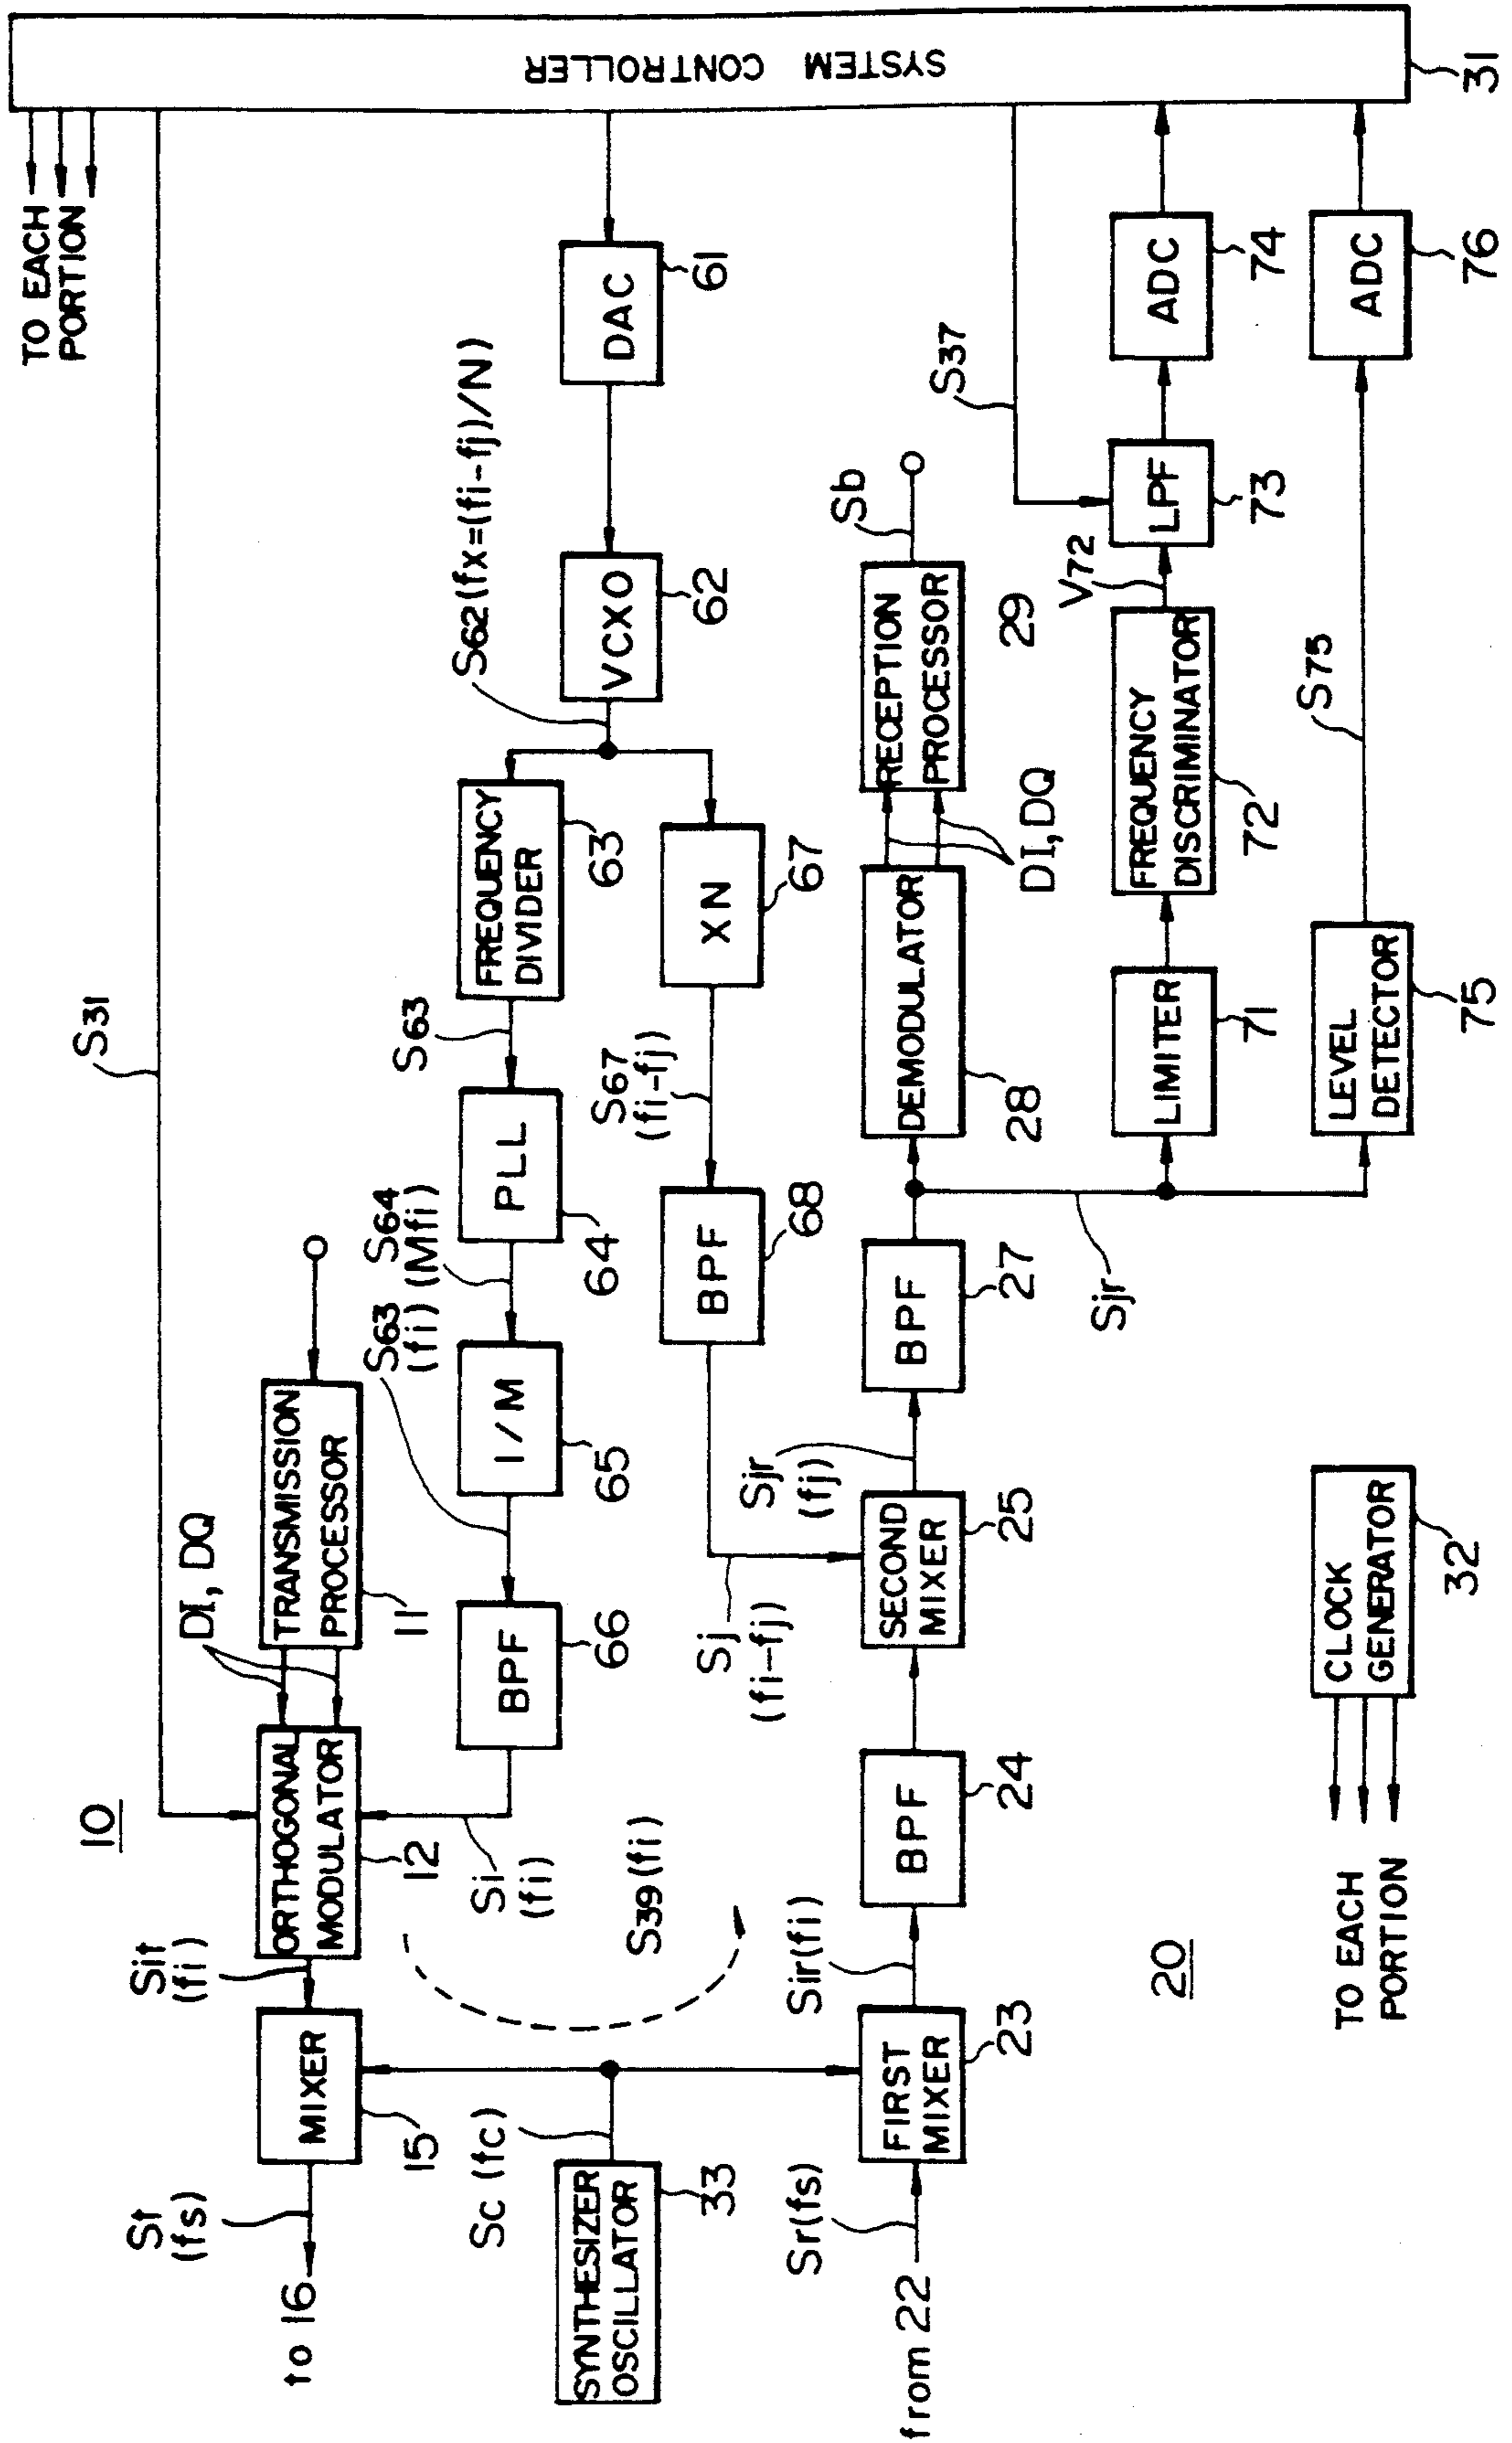 10
St
(fs)
to 16
MIXER
15
Sit
(fi)
ORTHOGONAL
MODULATOR
12
DI, DQ
TRANSMISSION
PROCESSOR
11
S31
TO EACH
PORTION
SYSTEM CONTROLLER
31
Si
(fi)
BPF
66
S63
(fi)
1/M
65
S64
(Mfi)
PLL
64
S63
FREQUENCY
DIVIDER
63
S62(fx=(fi-fj)/N)
VCXO
62
DAC
61
Sc (fc)
SYNTHESIZER
OSCILLATOR
33
S39(fi)
Sj
(fi-fj)
BPF
68
S67
(fi-fj)
XN
67
from 22
Sr(fs)
FIRST
MIXER
23
Sir(fi)
BPF
24
SECOND
MIXER
25
Sjr
(fj)
BPF
27
DEMODULATOR
28
DI, DQ
RECEPTION
PROCESSOR
29
Sb
Sjr
LIMITER
71
FREQUENCY
DISCRIMINATOR
72
V72
LPF
73
S37
ADC
74
LEVEL
DETECTOR
75
S75
ADC
76
20
TO EACH
PORTION
CLOCK
GENERATOR
32